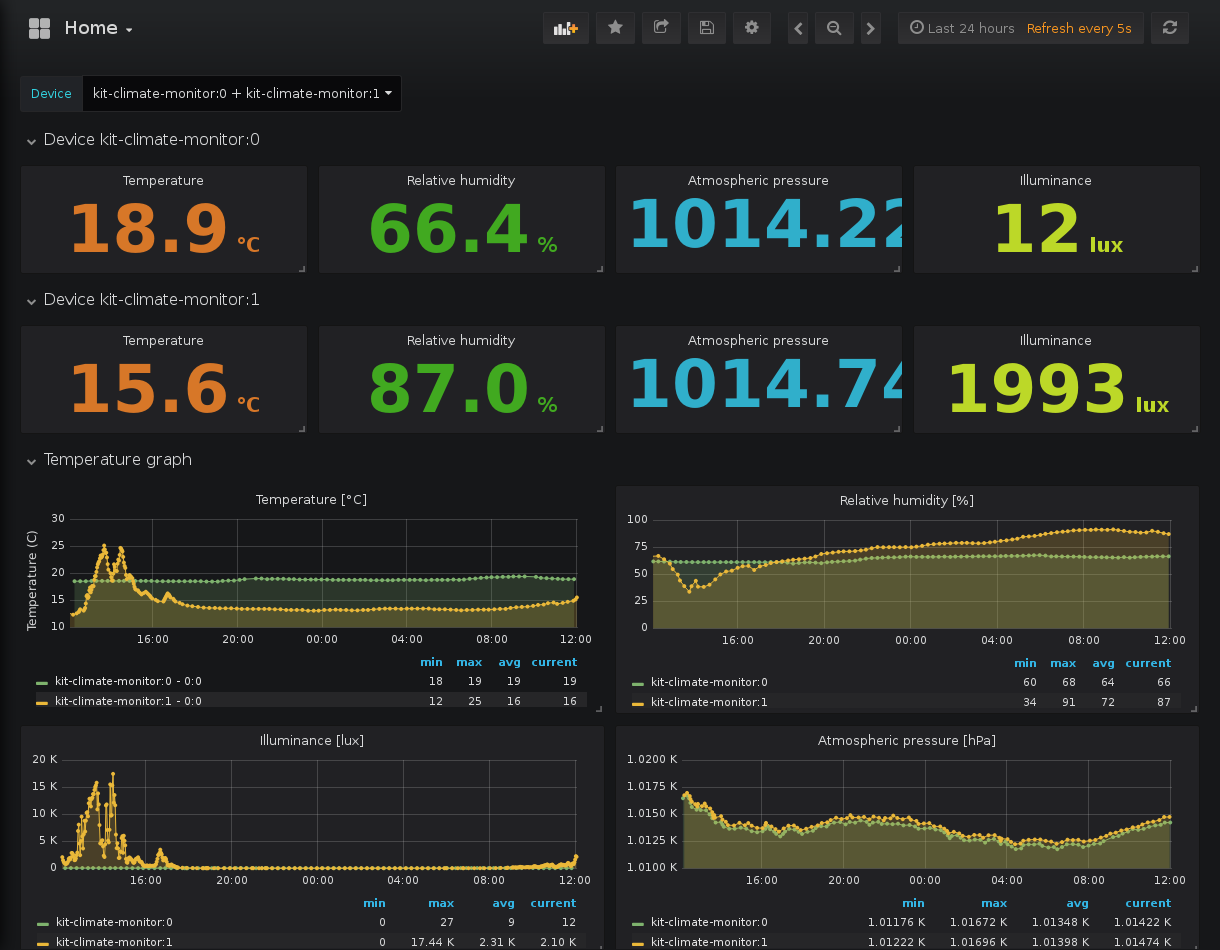 Home
Last 24 hours Refresh every 5s
Device kit-climate-monitor:0 + kit-climate-monitor:1
Device kit-climate-monitor:0
Temperature Relative humidity Atmospheric pressure Illuminance
18.9 °C 66.4 % 1014.22 12 lux
Device kit-climate-monitor:1
Temperature Relative humidity Atmospheric pressure Illuminance
15.6 °C 87.0 % 1014.74 1993 lux
Temperature graph
Temperature [°C]
Temperature (C)
30
25
20
15
10
16:00 20:00 00:00 04:00 08:00 12:00
min max avg current
kit-climate-monitor:0 - 0:0 18 19 19 19
kit-climate-monitor:1 - 0:0 12 25 16 16
Relative humidity [%]
100
75
50
25
0
16:00 20:00 00:00 04:00 08:00 12:00
min max avg current
kit-climate-monitor:0 60 68 64 66
kit-climate-monitor:1 34 91 72 87
Illuminance [lux]
20 K
15 K
10 K
5 K
0
16:00 20:00 00:00 04:00 08:00 12:00
min max avg current
kit-climate-monitor:0 0 27 9 12
kit-climate-monitor:1 0 17.44 K 2.31 K 2.10 K
Atmospheric pressure [hPa]
1.0200 K
1.0175 K
1.0150 K
1.0125 K
1.0100 K
16:00 20:00 00:00 04:00 08:00 12:00
min max avg current
kit-climate-monitor:0 1.01176 K 1.01672 K 1.01348 K 1.01422 K
kit-climate-monitor:1 1.01222 K 1.01696 K 1.01398 K 1.01474 K